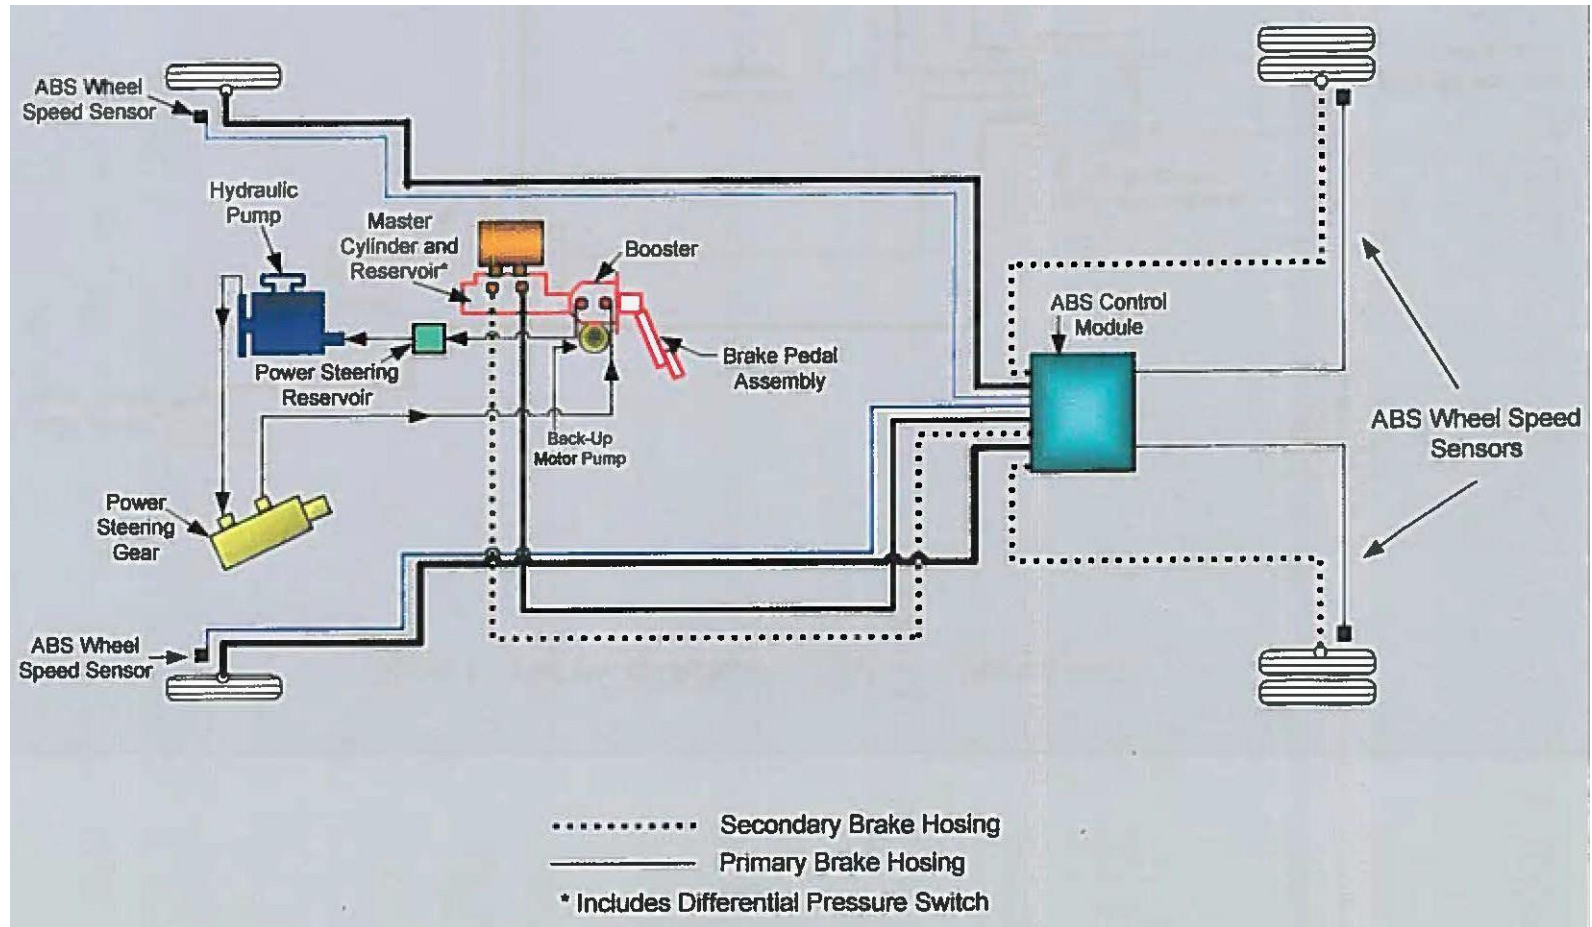 ABS Wheel
Speed Sensor
Hydraulic
Pump
Master
Cylinder and
Reservoir*
Booster
ABS Control
Module
Brake Pedal
Assembly
Power Steering
Reservoir
ABS Wheel Speed
Sensors
Back-Up
Motor Pump
Power
Steering
Gear
ABS Wheel
Speed Sensor
Secondary Brake Hosing
Primary Brake Hosing
* Includes Differential Pressure Switch